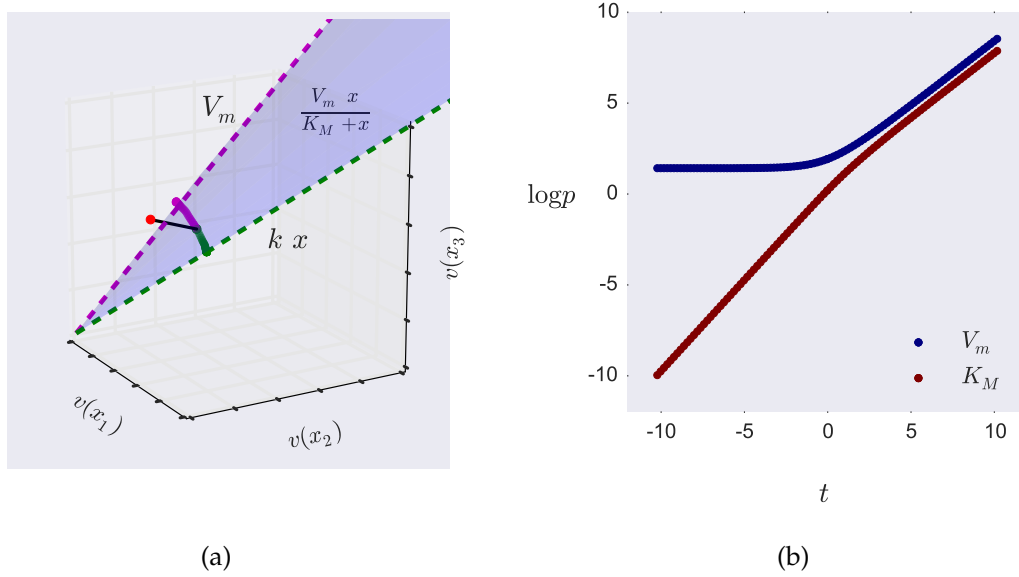 V_m
V_m x
K_M + x
k x
v(x_3)
v(x_1)
v(x_2)
(a)
10
5
0
-5
-10
log p
V_m
K_M
-10 -5 0 5 10
t
(b)